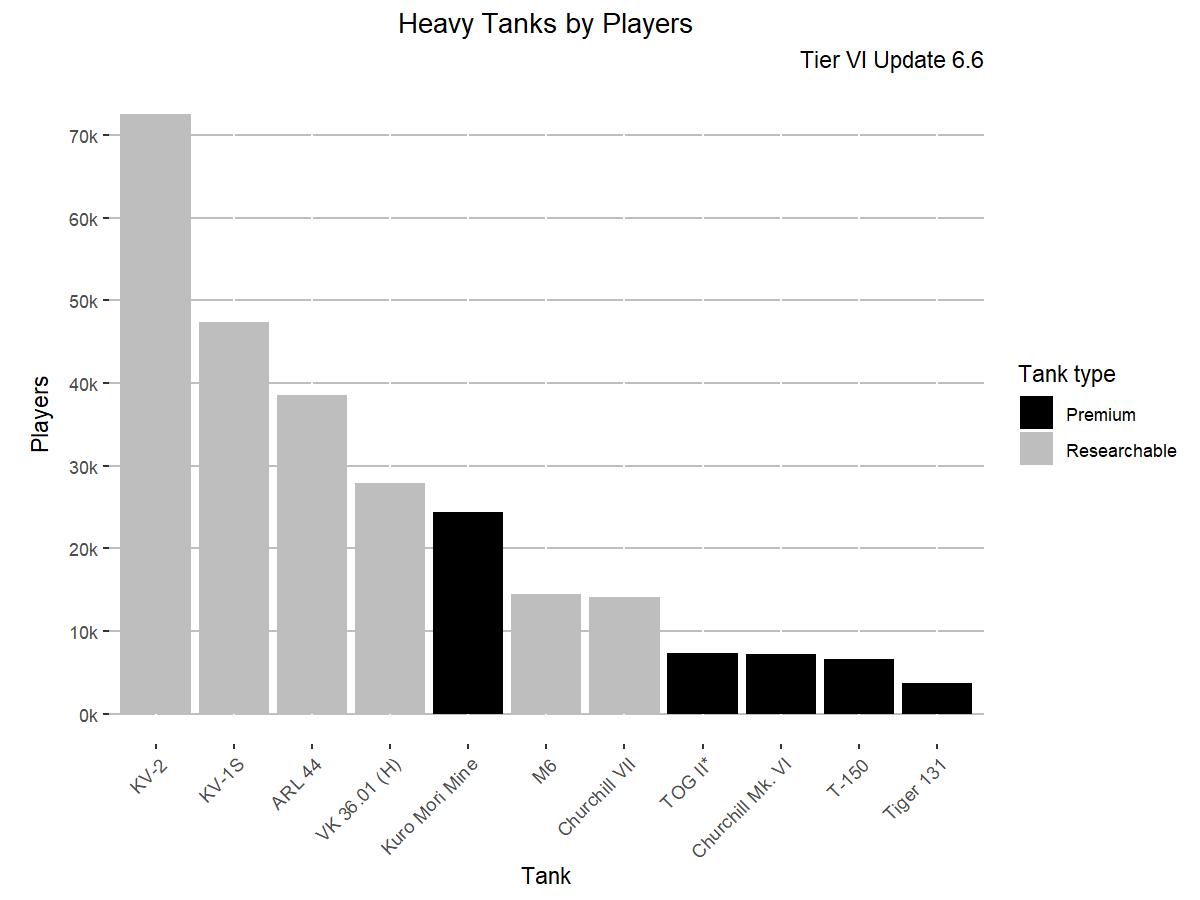 Heavy Tanks by Players
Tier VI Update 6.6
Players
70k
60k
50k
40k
30k
20k
10k
0k
KV-2
KV-1S
ARL 44
VK 36.01 (H)
Kuro Mori Mine
M6
Churchill VII
TOG II*
Churchill Mk. VI
T-150
Tiger 131
Tank
Tank type
Premium
Researchable